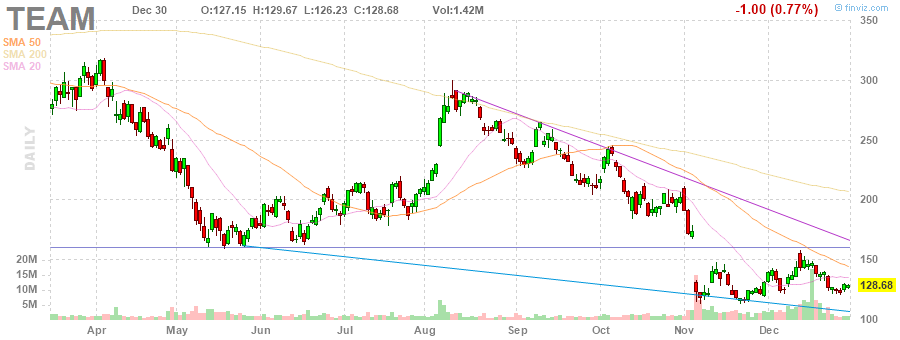 TEAM
Dec 30 O:127.15 H:129.67 L:126.23 C:128.68 Vol:1.42M
-1.00 (0.77%)
© finviz.com
SMA 50
SMA 200
SMA 20
DAILY
350
300
250
200
150
128.68
100
20M
15M
10M
5M
Apr May Jun Jul Aug Sep Oct Nov Dec